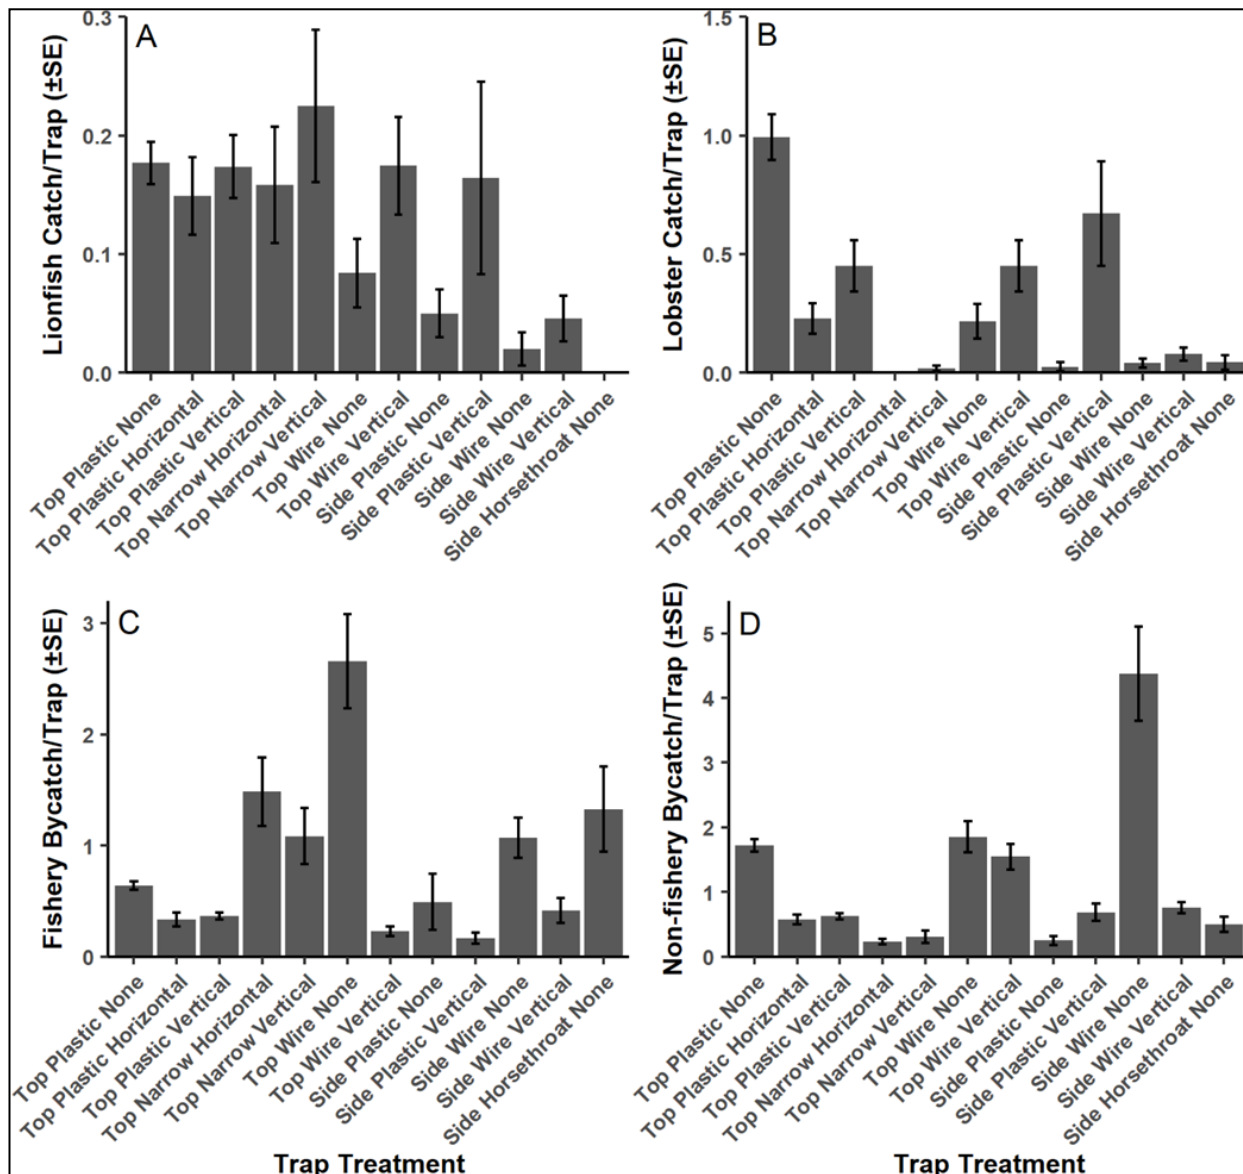 A
Lionfish Catch/Trap (±SE)
0.3
0.2
0.1
0.0
Top Plastic None
Top Plastic Horizontal
Top Plastic Vertical
Top Narrow Horizontal
Top Narrow Vertical
Top Wire None
Top Wire Vertical
Side Plastic None
Side Plastic Vertical
Side Wire None
Side Wire Vertical
Side Horsethroat None
B
Lobster Catch/Trap (±SE)
1.5
1.0
0.5
0.0
Top Plastic None
Top Plastic Horizontal
Top Plastic Vertical
Top Narrow Horizontal
Top Narrow Vertical
Top Wire None
Top Wire Vertical
Side Plastic None
Side Plastic Vertical
Side Wire None
Side Wire Vertical
Side Horsethroat None
C
Fishery Bycatch/Trap (±SE)
3
2
1
0
Top Plastic None
Top Plastic Horizontal
Top Plastic Vertical
Top Narrow Horizontal
Top Narrow Vertical
Top Wire None
Top Wire Vertical
Side Plastic None
Side Plastic Vertical
Side Wire None
Side Wire Vertical
Side Horsethroat None
Trap Treatment
D
Non-fishery Bycatch/Trap (±SE)
5
4
3
2
1
0
Top Plastic None
Top Plastic Horizontal
Top Plastic Vertical
Top Narrow Horizontal
Top Narrow Vertical
Top Wire None
Top Wire Vertical
Side Plastic None
Side Plastic Vertical
Side Wire None
Side Wire Vertical
Side Horsethroat None
Trap Treatment